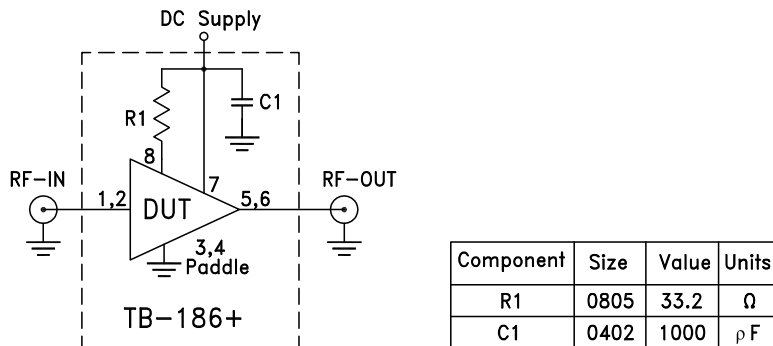 DC Supply
C1
R1
8
RF-IN
1,2
DUT
7
5,6
RF-OUT
3,4
Paddle
TB-186+
Component Size Value Units
R1 0805 33.2 Ω
C1 0402 1000 ρF